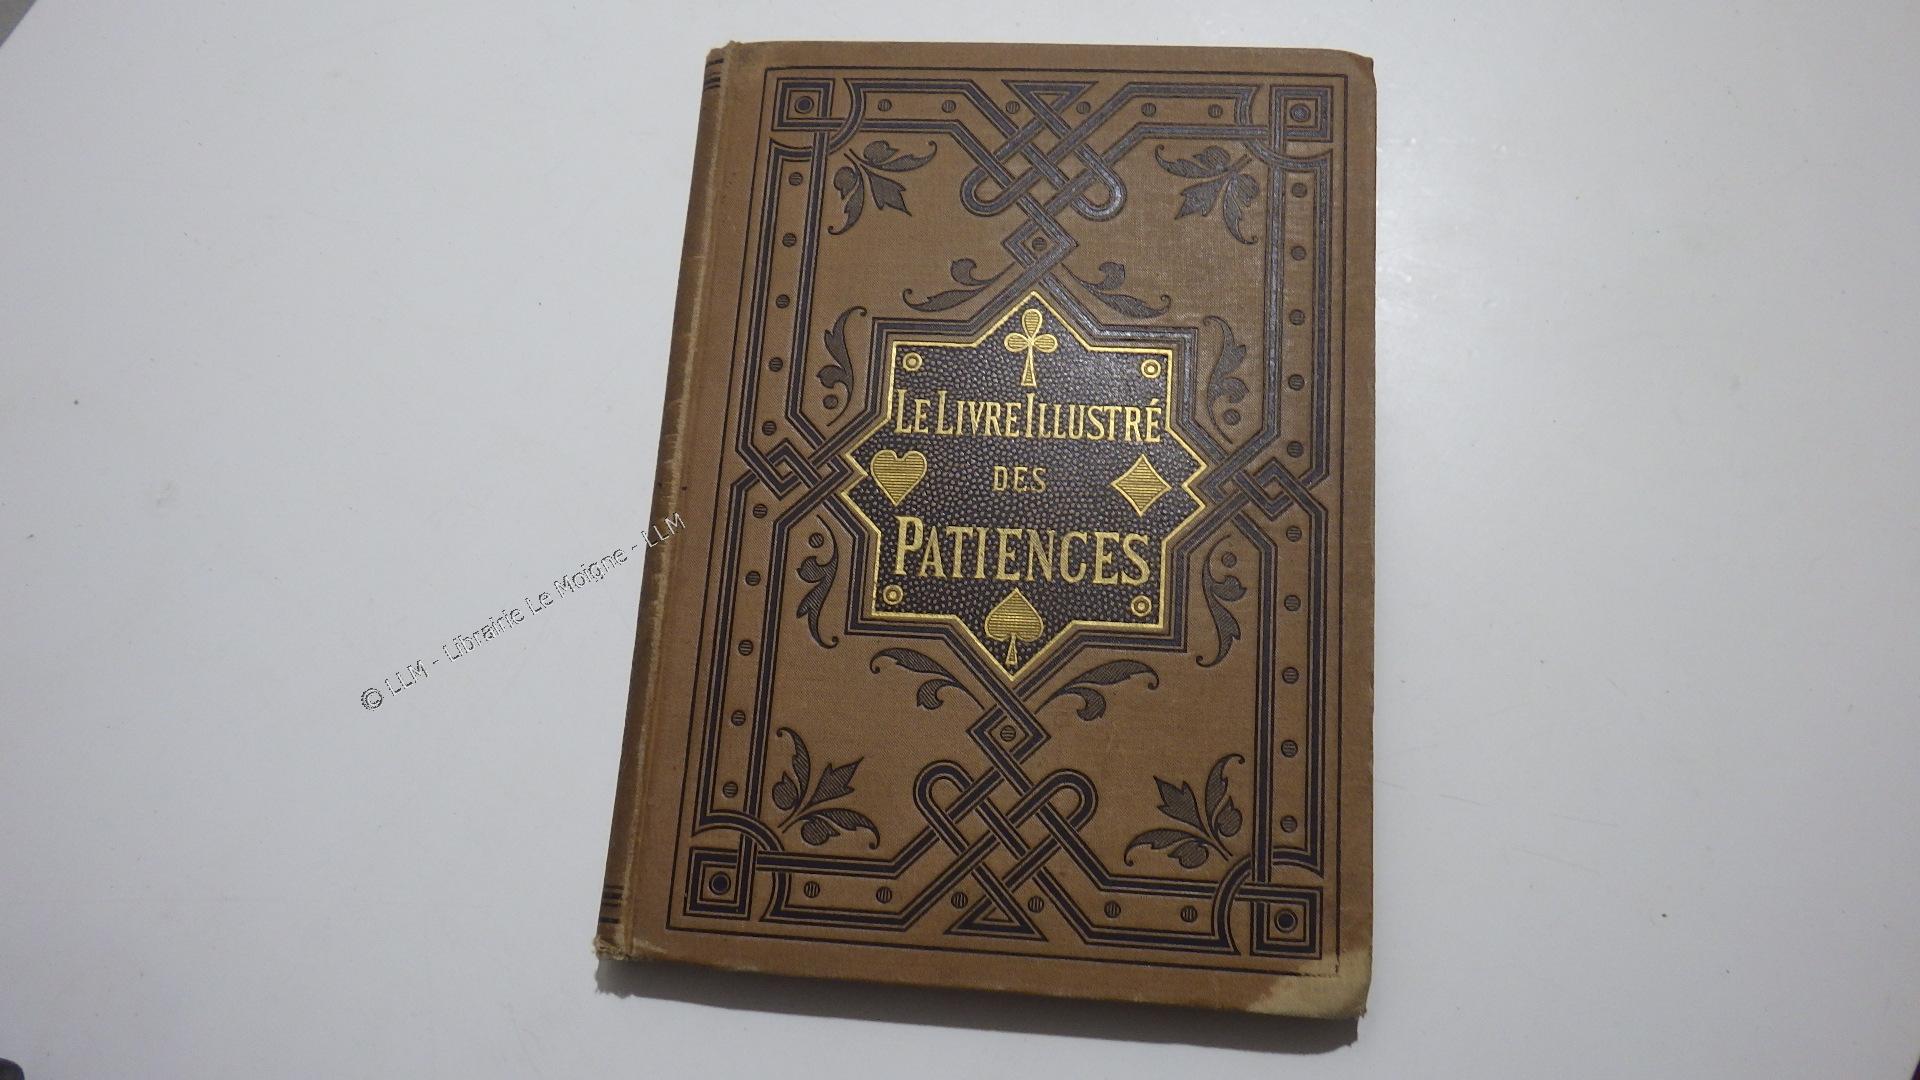 LE LIVRE ILLUSTRÉ
DES
PATIENCES
© LLM - Librairie Le Moigne - LLM